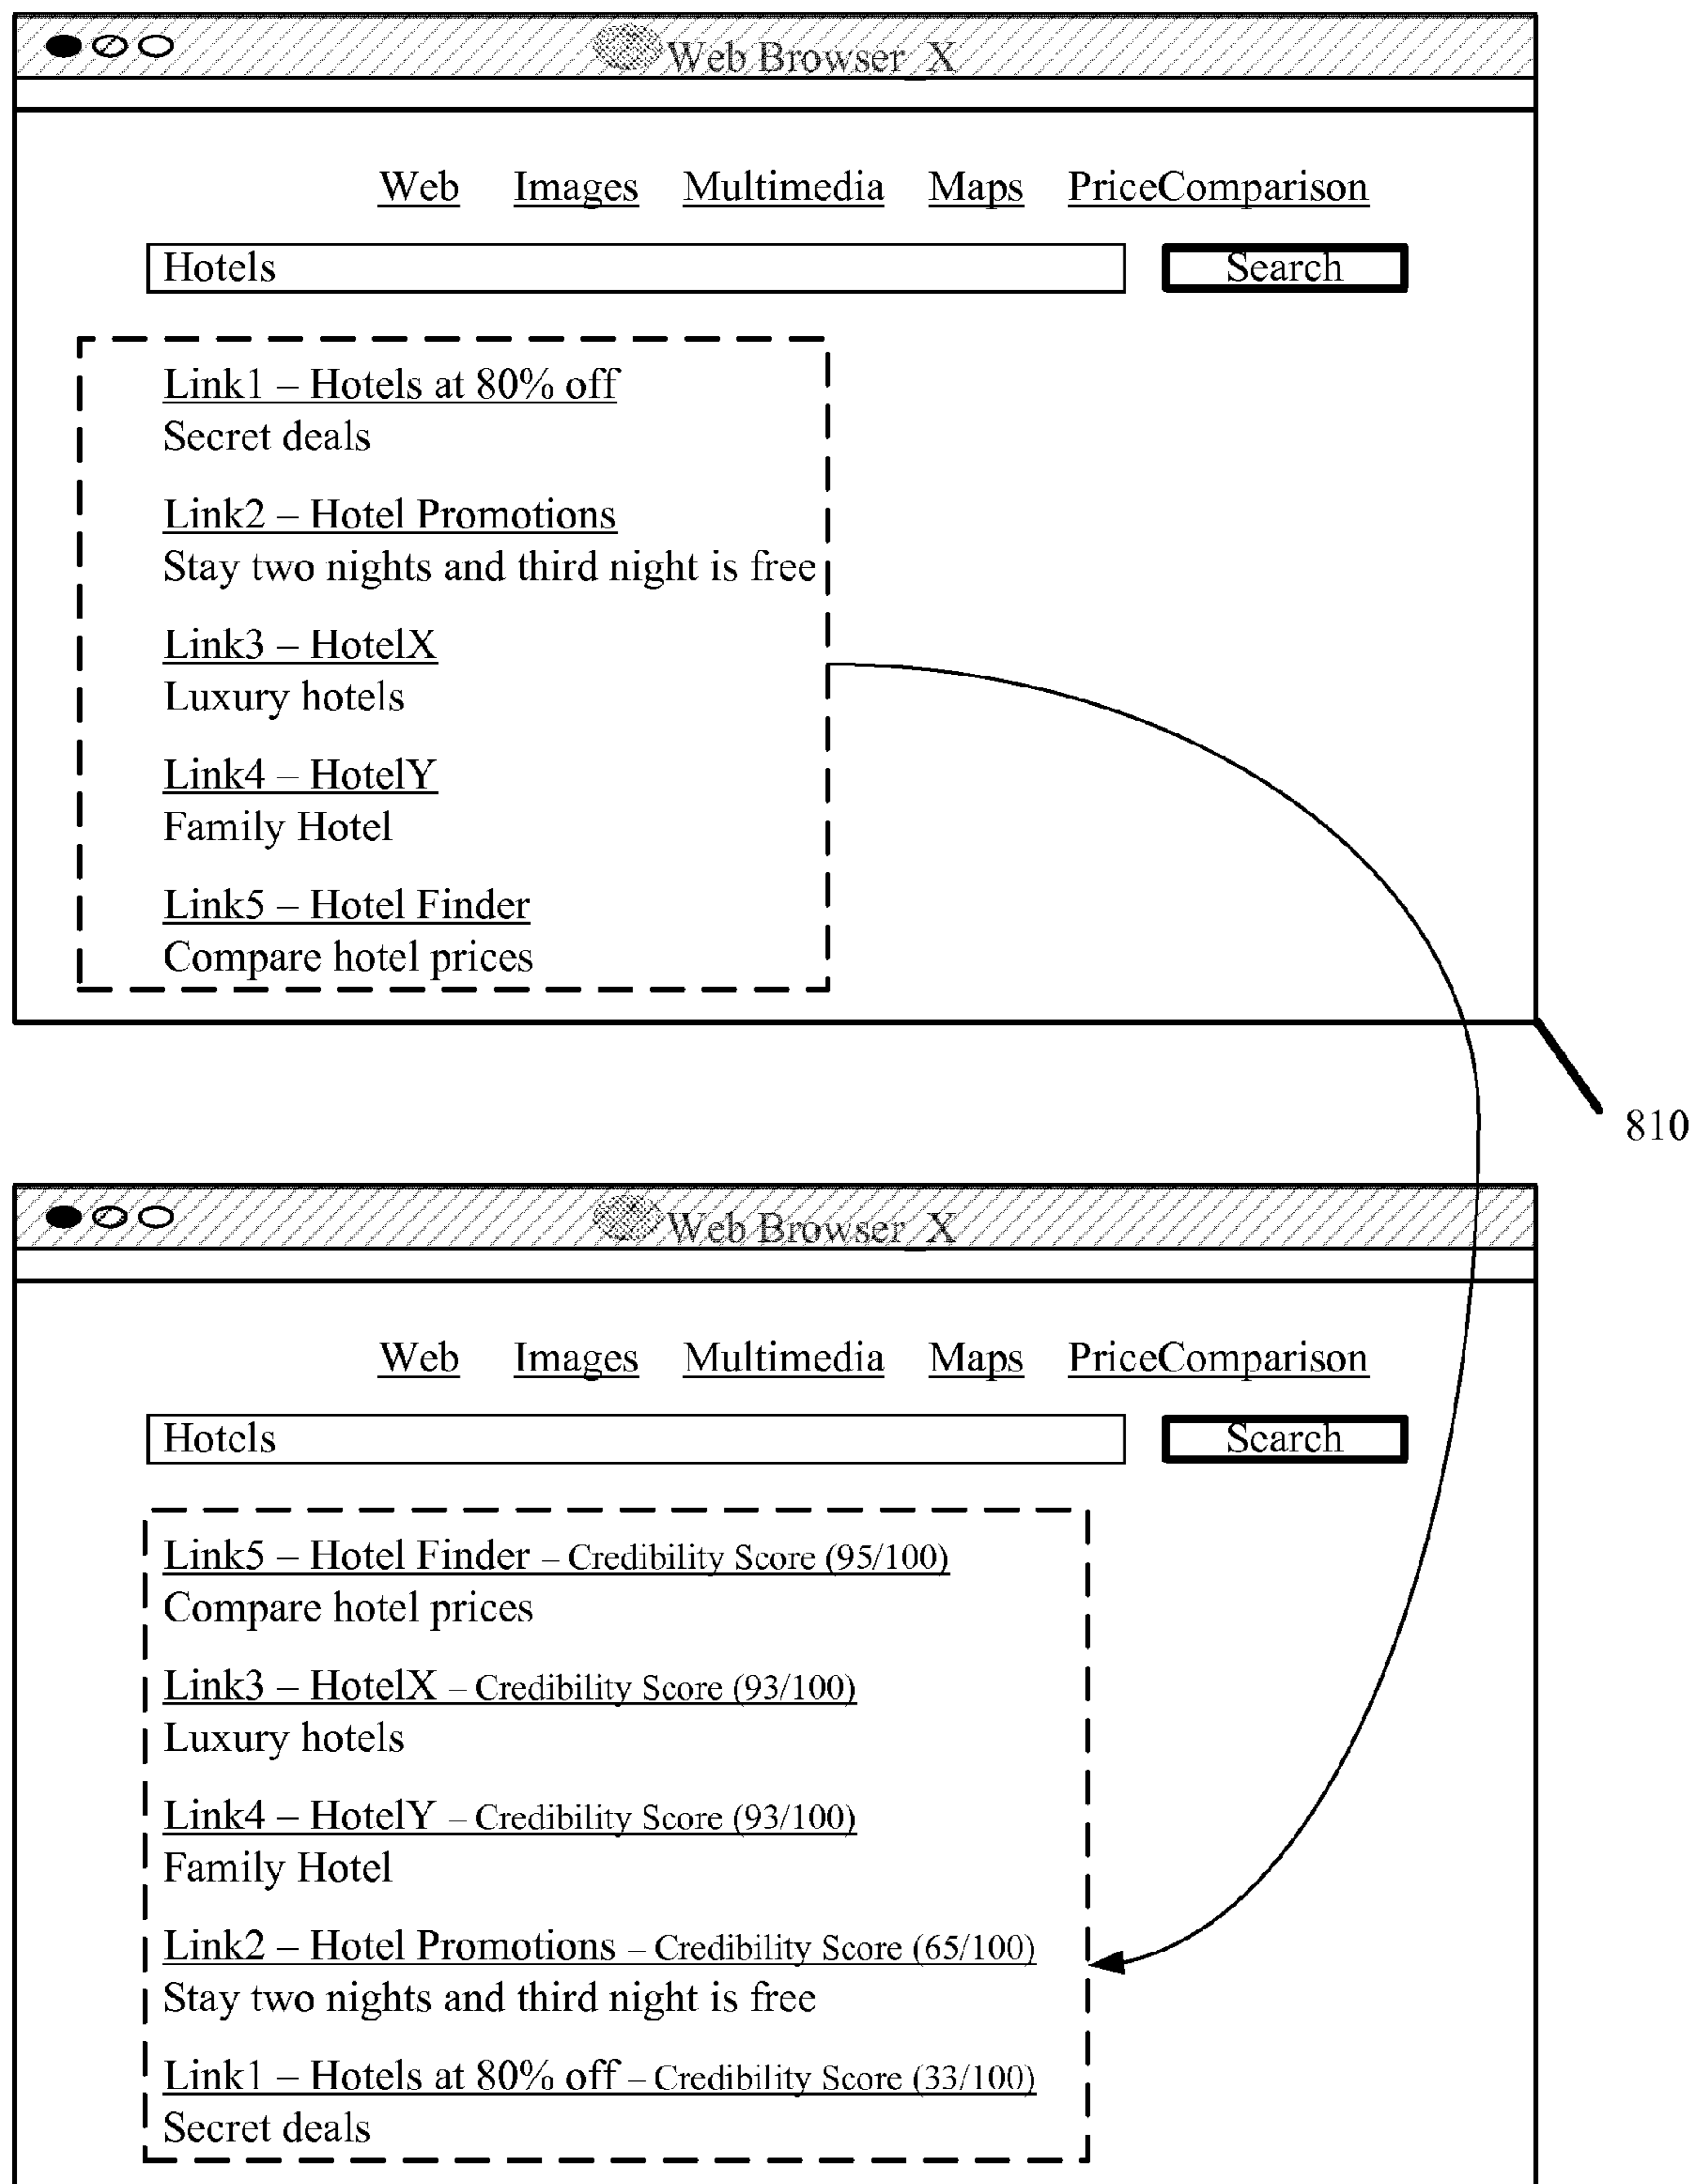 Web Browser_X
Web Images Multimedia Maps PriceComparison
Hotels Search
Link1 – Hotels at 80% off
Secret deals
Link2 – Hotel Promotions
Stay two nights and third night is free
Link3 – HotelX
Luxury hotels
Link4 – HotelY
Family Hotel
Link5 – Hotel Finder
Compare hotel prices
810
Web Browser_X
Web Images Multimedia Maps PriceComparison
Hotels Search
Link5 – Hotel Finder – Credibility Score (95/100)
Compare hotel prices
Link3 – HotelX – Credibility Score (93/100)
Luxury hotels
Link4 – HotelY – Credibility Score (93/100)
Family Hotel
Link2 – Hotel Promotions – Credibility Score (65/100)
Stay two nights and third night is free
Link1 – Hotels at 80% off – Credibility Score (33/100)
Secret deals